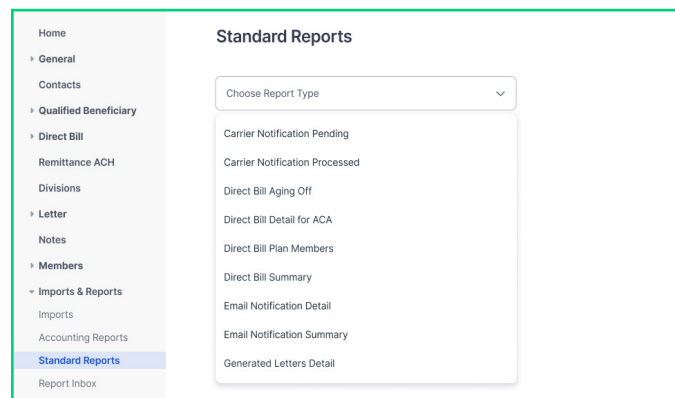 Home
General
Contacts
Qualified Beneficiary
Direct Bill
Remittance ACH
Divisions
Letter
Notes
Members
Imports & Reports
Imports
Accounting Reports
Standard Reports
Report Inbox
Standard Reports
Choose Report Type
Carrier Notification Pending
Carrier Notification Processed
Direct Bill Aging Off
Direct Bill Detail for ACA
Direct Bill Plan Members
Direct Bill Summary
Email Notification Detail
Email Notification Summary
Generated Letters Detail